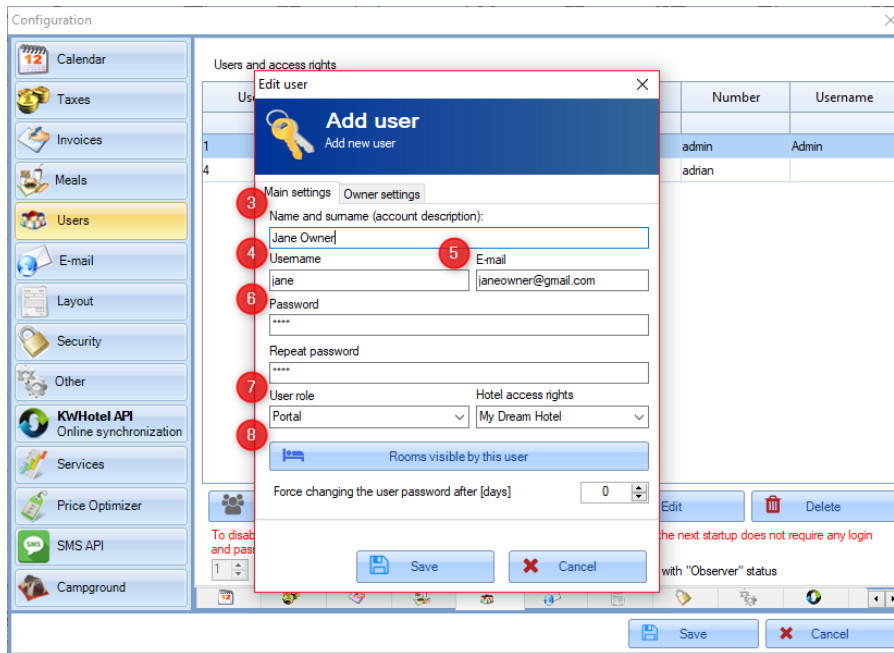 Configuration
Calendar
Taxes
Invoices
Meals
Users
E-mail
Layout
Security
Other
KWHotel API
Online synchronization
Services
Price Optimizer
SMS
SMS API
Campground
Users and access rights
Number
Username
1
admin
Admin
4
adrian
Edit user
Add user
Add new user
3
Main settings
Owner settings
Name and surname (account description):
Jane Owner
4
Username
5
E-mail
jane
janeowner@gmail.com
6
Password
****
Repeat password
****
7
User role
Hotel access rights
Portal
My Dream Hotel
8
Rooms visible by this user
Force changing the user password after [days]
0
Save
Cancel
Edit
Delete
the next startup does not require any login
and
1
with "Observer" status
12
Save
Cancel